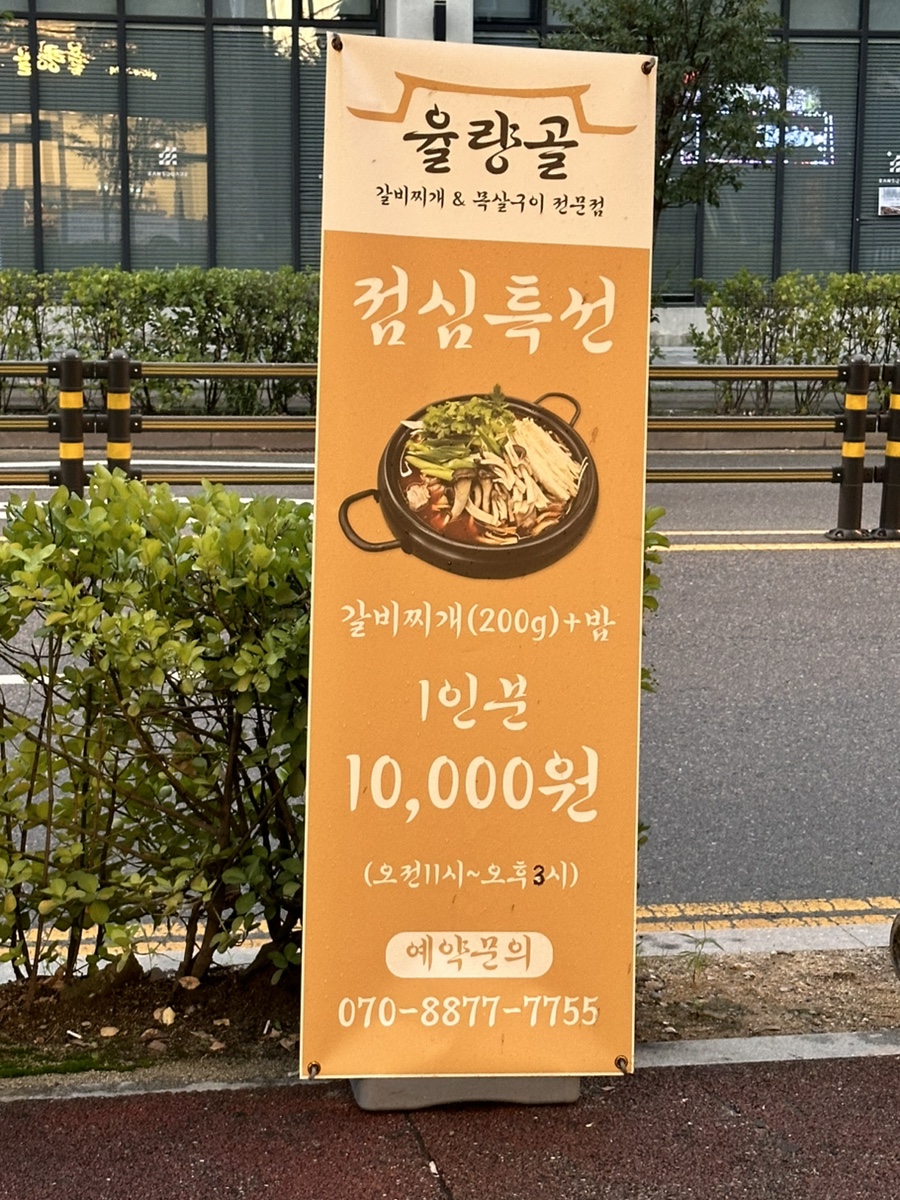 율량골
갈비찌개 & 목살구이 전문점
점심특선
갈비찌개(200g)+밥
1인분
10,000원
(오전11시~오후3시)
예약문의
070-8877-7755